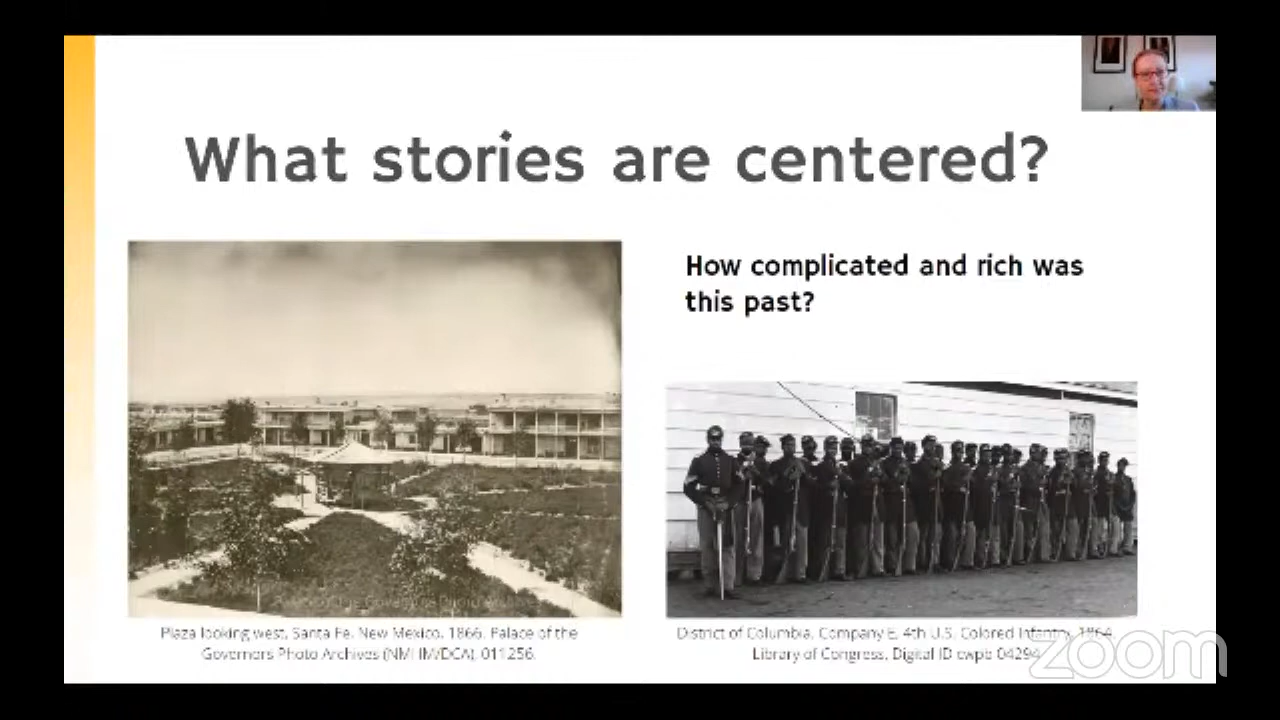 What stories are centered?
How complicated and rich was
this past?
Plaza looking west, Santa Fe, New Mexico, 1866. Palace of the
Governors Photo Archives (NMHM/DCA), 011256.
District of Columbia, Company E, 4th U.S. Colored Infantry, 1864.
Library of Congress, Digital ID cwpb 04294
zoom